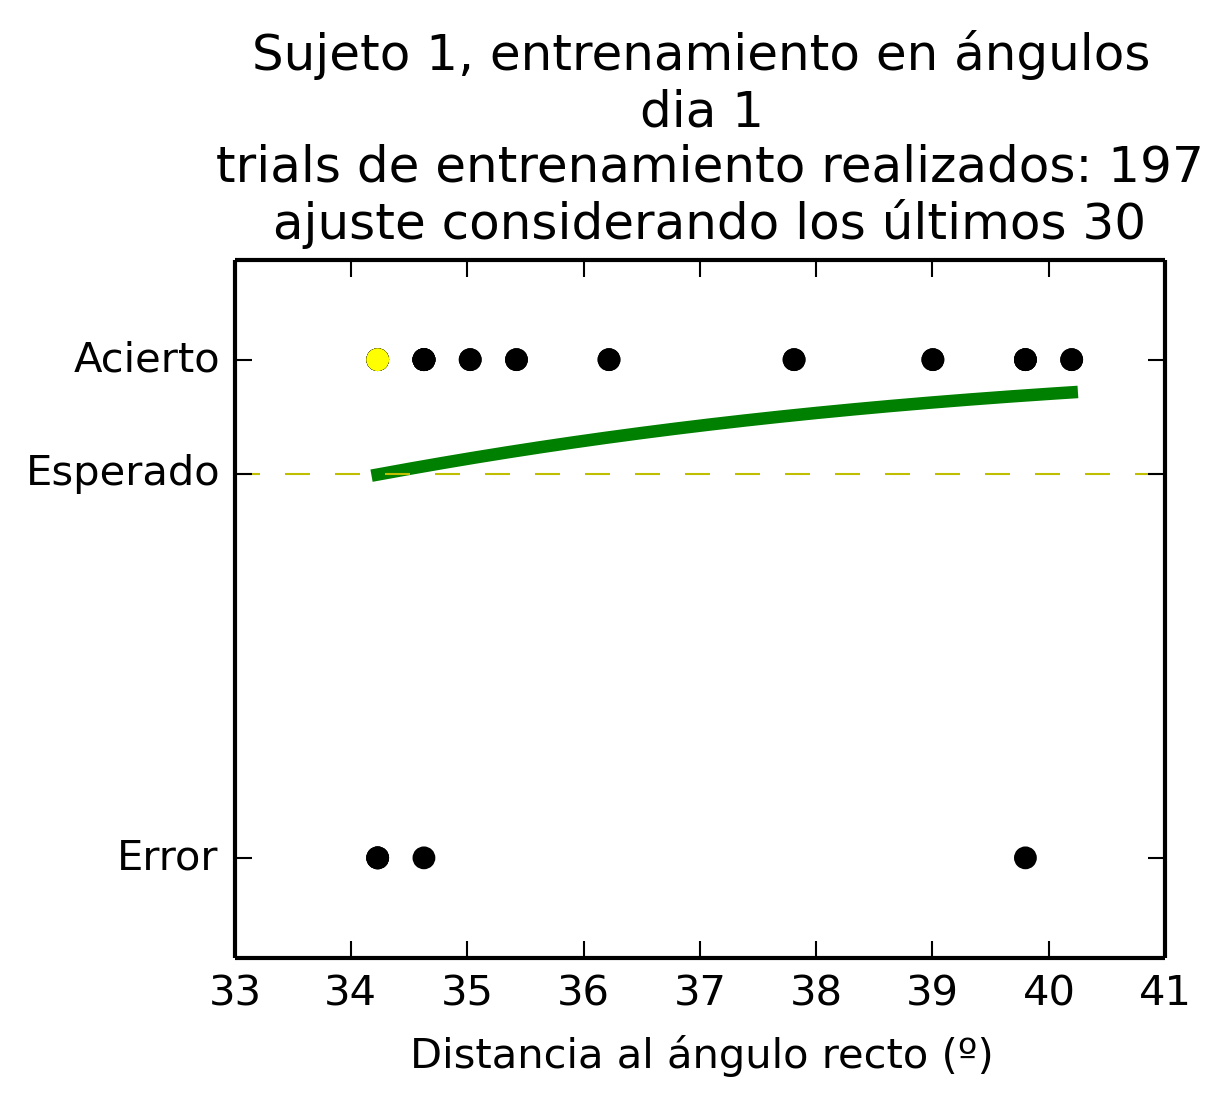 Sujeto 1, entrenamiento en ángulos
dia 1
trials de entrenamiento realizados: 197
ajuste considerando los últimos 30
Acierto
Esperado
Error
33 34 35 36 37 38 39 40 41
Distancia al ángulo recto (º)